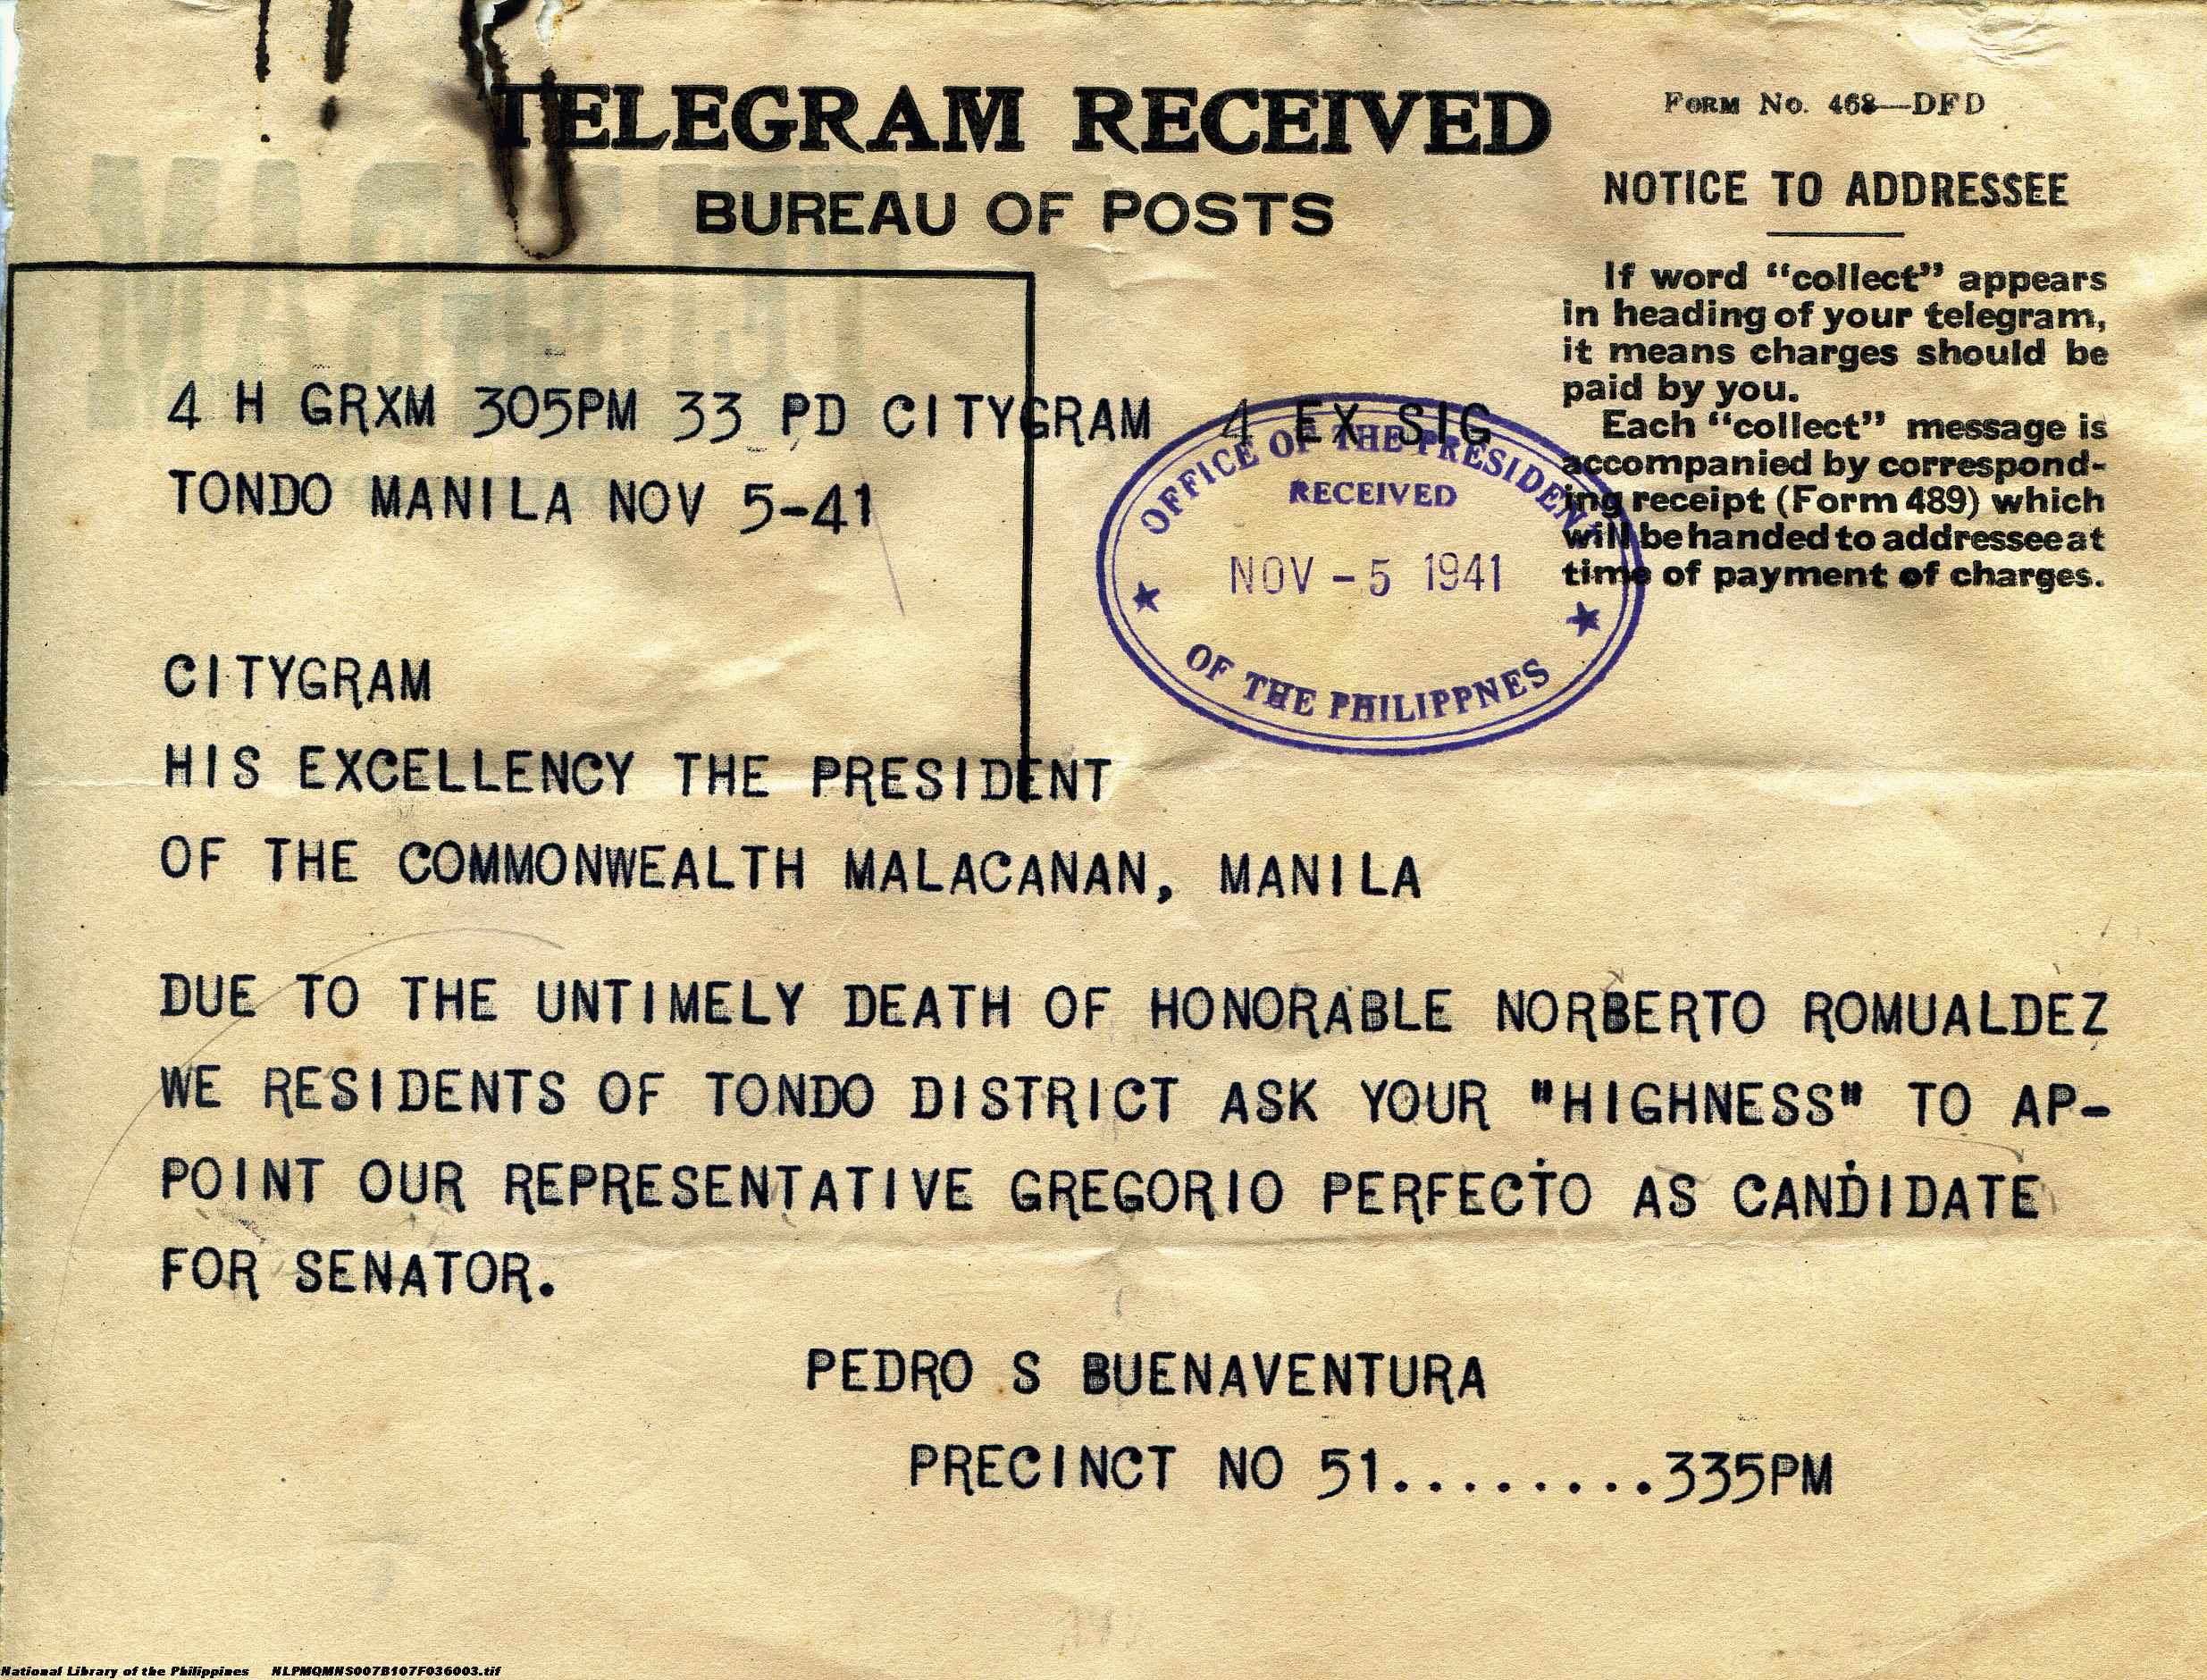 TELEGRAM RECEIVED
BUREAU OF POSTS
FORM No. 468—DFD
NOTICE TO ADDRESSEE
If word "collect" appears
in heading of your telegram,
it means charges should be
paid by you.
Each "collect" message is
accompanied by correspond-
ing receipt (Form 489) which
will be handed to addressee at
time of payment of charges.
4 H GRXM 305PM 33 PD CITYGRAM 4 EX SIG
TONDO MANILA NOV 5-41
OFFICE OF THE PRESIDENT
RECEIVED
NOV - 5 1941
OF THE PHILIPPNES
CITYGRAM
HIS EXCELLENCY THE PRESIDENT
OF THE COMMONWEALTH MALACANAN, MANILA
DUE TO THE UNTIMELY DEATH OF HONORABLE NORBERTO ROMUALDEZ
WE RESIDENTS OF TONDO DISTRICT ASK YOUR "HIGHNESS" TO AP-
POINT OUR REPRESENTATIVE GREGORIO PERFECTO AS CANDIDATE
FOR SENATOR.
PEDRO S BUENAVENTURA
PRECINCT NO 51........335PM
National Library of the Philippines NLPMQMNS007B107F036003.tif